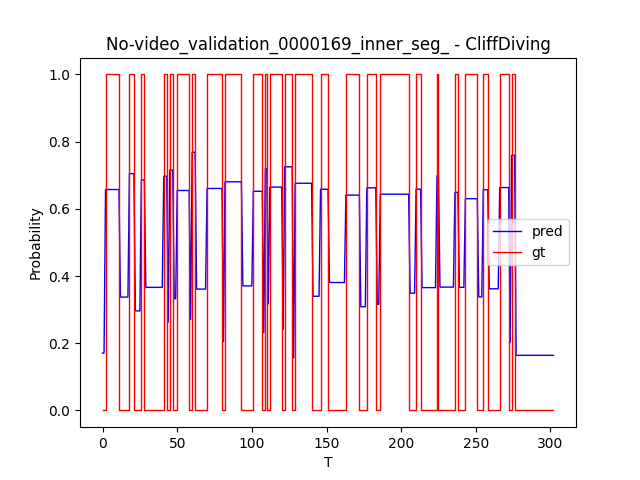 No-video_validation_0000169_inner_seg_ - CliffDiving
1.0
0.8
0.6
0.4
0.2
0.0
Probability
pred
gt
0 50 100 150 200 250 300
T